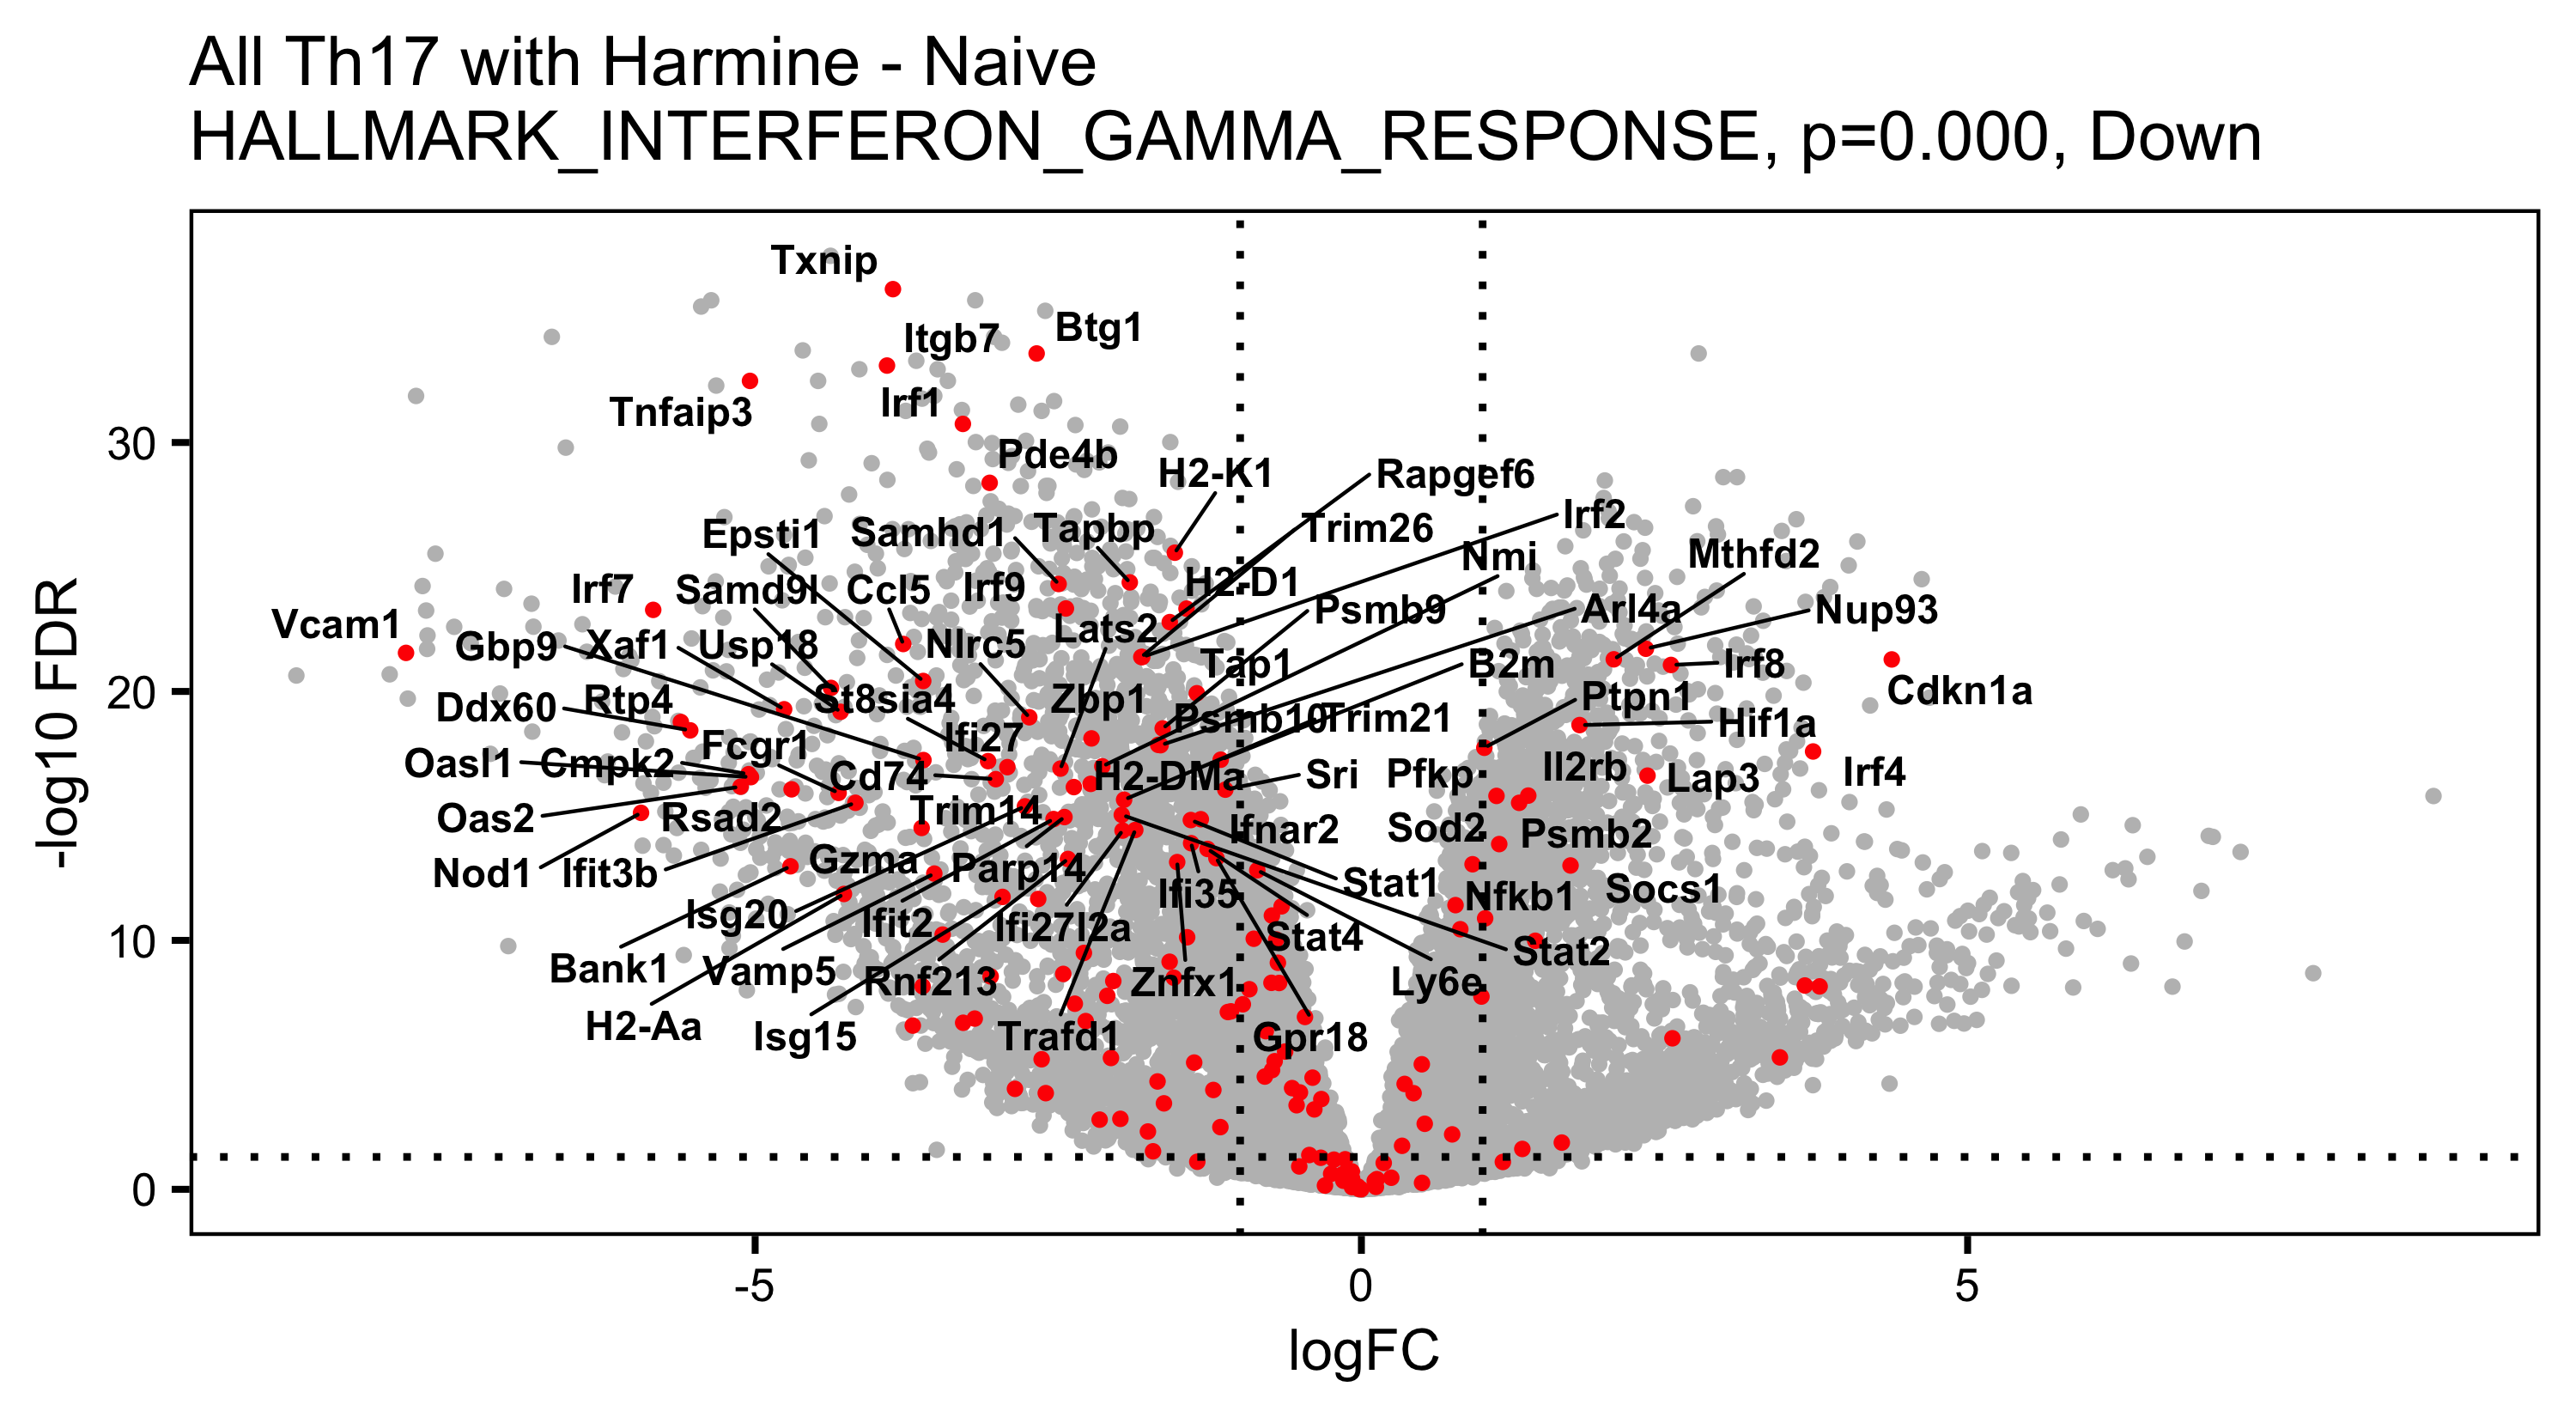 All Th17 with Harmine - Naive
HALLMARK_INTERFERON_GAMMA_RESPONSE, p=0.000, Down
Txnip
Itgb7
Btg1
Tnfaip3
Irf1
30
Pde4b
H2-K1
Rapgef6
Irf2
Epsti1
Samhd1
Tapbp
Trim26
Nmi
Mthfd2
Irf7
Samd9l
Ccl5
Irf9
H2-D1
Psmb9
Arl4a
Nup93
Vcam1
Gbp9
Xaf1
Usp18
Nlrc5
Lats2
Tap1
B2m
Irf8
Cdkn1a
20
Ddx60
Rtp4
St8sia4
Zbp1
Psmb10
Trim21
Ptpn1
Hif1a
Oasl1
Cmpk2
Fcgr1
Ifi27
Cd74
H2-DMa
Sri
Pfkp
Il2rb
Lap3
Irf4
Oas2
Rsad2
Trim14
Ifnar2
Sod2
Psmb2
Nod1
Ifit3b
Gzma
Parp14
Ifi35
Stat1
Nfkb1
Socs1
Isg20
Ifit2
Ifi27l2a
Stat4
Stat2
10
Bank1
Vamp5
Rnf213
Znfx1
Ly6e
H2-Aa
Isg15
Trafd1
Gpr18
0
-log10 FDR
-5
0
5
logFC